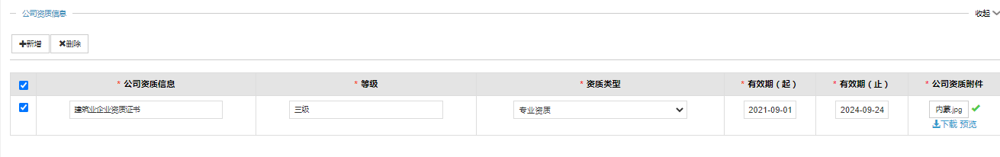 公司资质信息 收起
新增 删除
* 公司资质信息 * 等级 * 资质类型 * 有效期（起） * 有效期（止） * 公司资质附件
建筑业企业资质证书 三级 专业资质 2021-09-01 2024-09-24 内蒙.jpg
下载 预览